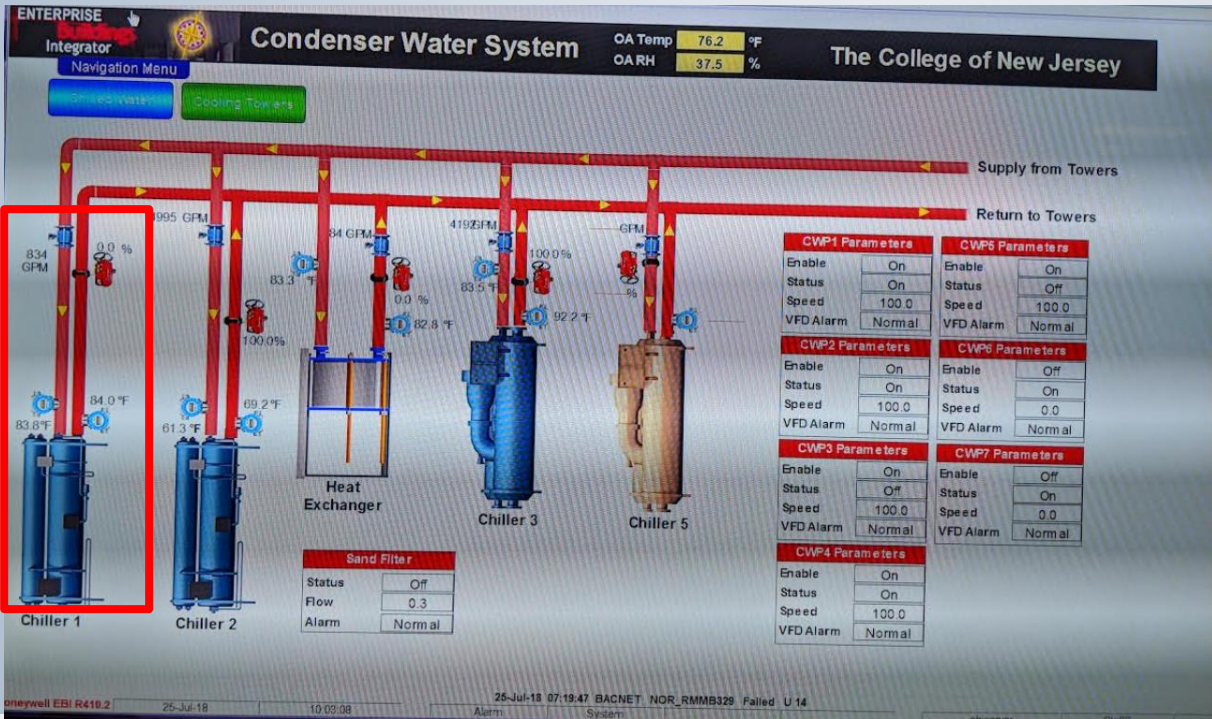 ENTERPRISE
Buildings
Integrator
Condenser Water System
OA Temp 76.2 °F
OA RH 37.5 %
The College of New Jersey
Navigation Menu
Chilled Water
Cooling Towers
Supply from Towers
Return to Towers
834
GPM
0.0 %
4995 GPM
84 GPM
4192 GPM
GPM
100.0%
83.3 °F
0.0 %
83.5 °F
%
100.0%
82.8 °F
92.2 °F
83.8°F
84.0 °F
61.3 °F
69.2 °F
Heat
Exchanger
Chiller 1
Chiller 2
Chiller 3
Chiller 5
Sand Filter
Status Off
Flow 0.3
Alarm Normal
CWP1 Parameters
Enable On
Status On
Speed 100.0
VFD Alarm Normal
CWP2 Parameters
Enable On
Status On
Speed 100.0
VFD Alarm Normal
CWP3 Parameters
Enable On
Status Off
Speed 100.0
VFD Alarm Normal
CWP4 Parameters
Enable On
Status On
Speed 100.0
VFD Alarm Normal
CWP5 Parameters
Enable On
Status Off
Speed 100.0
VFD Alarm Normal
CWP6 Parameters
Enable Off
Status On
Speed 0.0
VFD Alarm Normal
CWP7 Parameters
Enable Off
Status On
Speed 0.0
VFD Alarm Normal
25-Jul-18 07:19:47 BACNET NOR_RMMB329 Failed U 14
oneywell EBI R410.2
25-Jul-18
10:03:08
Alarm
System